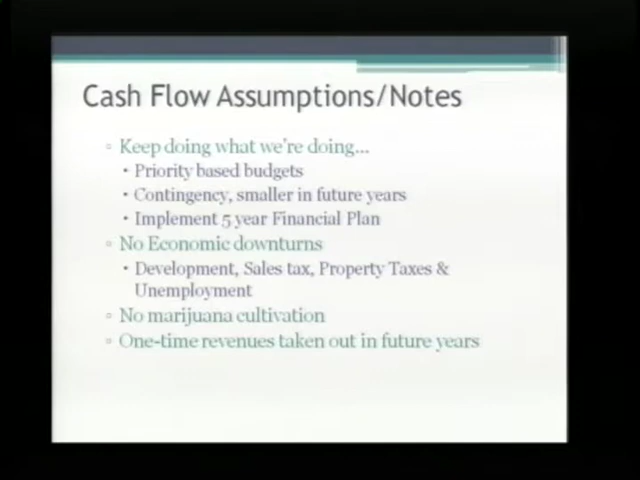 Cash Flow Assumptions/Notes
Keep doing what we're doing...
Priority based budgets
Contingency, smaller in future years
Implement 5 year Financial Plan
No Economic downturns
Development, Sales tax, Property Taxes &
Unemployment
No marijuana cultivation
One-time revenues taken out in future years